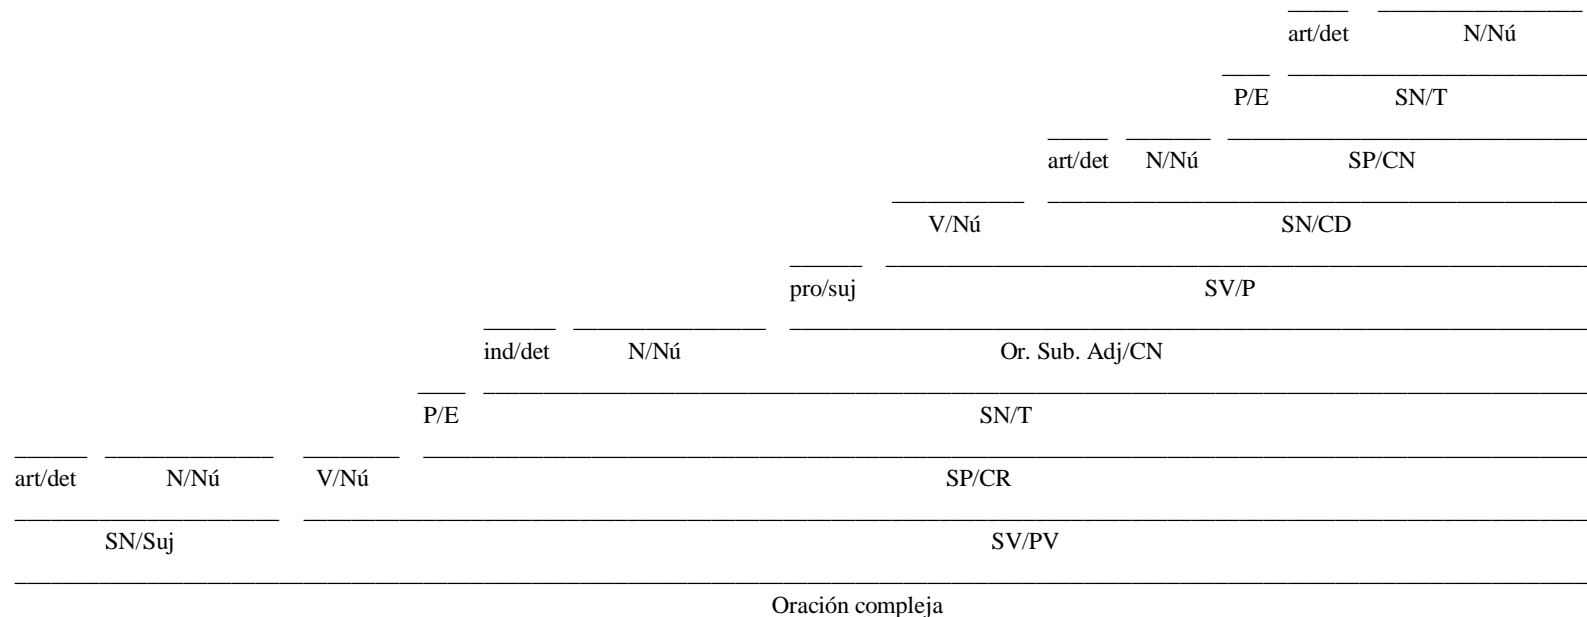 art/det N/Nú
P/E SN/T
art/det N/Nú SP/CN
V/Nú SN/CD
pro/suj SV/P
ind/det N/Nú Or. Sub. Adj/CN
P/E SN/T
art/det N/Nú V/Nú SP/CR
SN/Suj SV/PV
Oración compleja